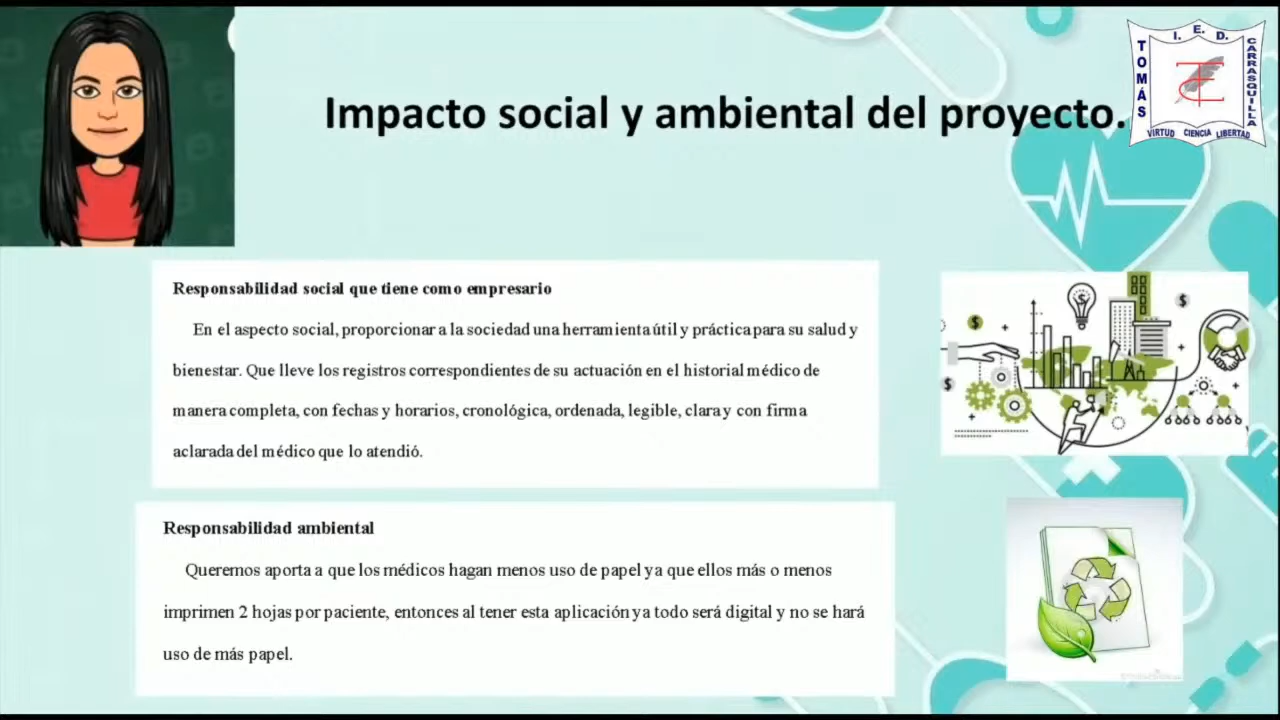 I. E. D.
TOMÁS
CARRASQUILLA
VIRTUD CIENCIA LIBERTAD
Impacto social y ambiental del proyecto.
Responsabilidad social que tiene como empresario
En el aspecto social, proporcionar a la sociedad una herramienta útil y práctica para su salud y
bienestar. Que lleve los registros correspondientes de su actuación en el historial médico de
manera completa, con fechas y horarios, cronológica, ordenada, legible, clara y con firma
aclarada del médico que lo atendió.
Responsabilidad ambiental
Queremos aporta a que los médicos hagan menos uso de papel ya que ellos más o menos
imprimen 2 hojas por paciente, entonces al tener esta aplicación ya todo será digital y no se hará
uso de más papel.